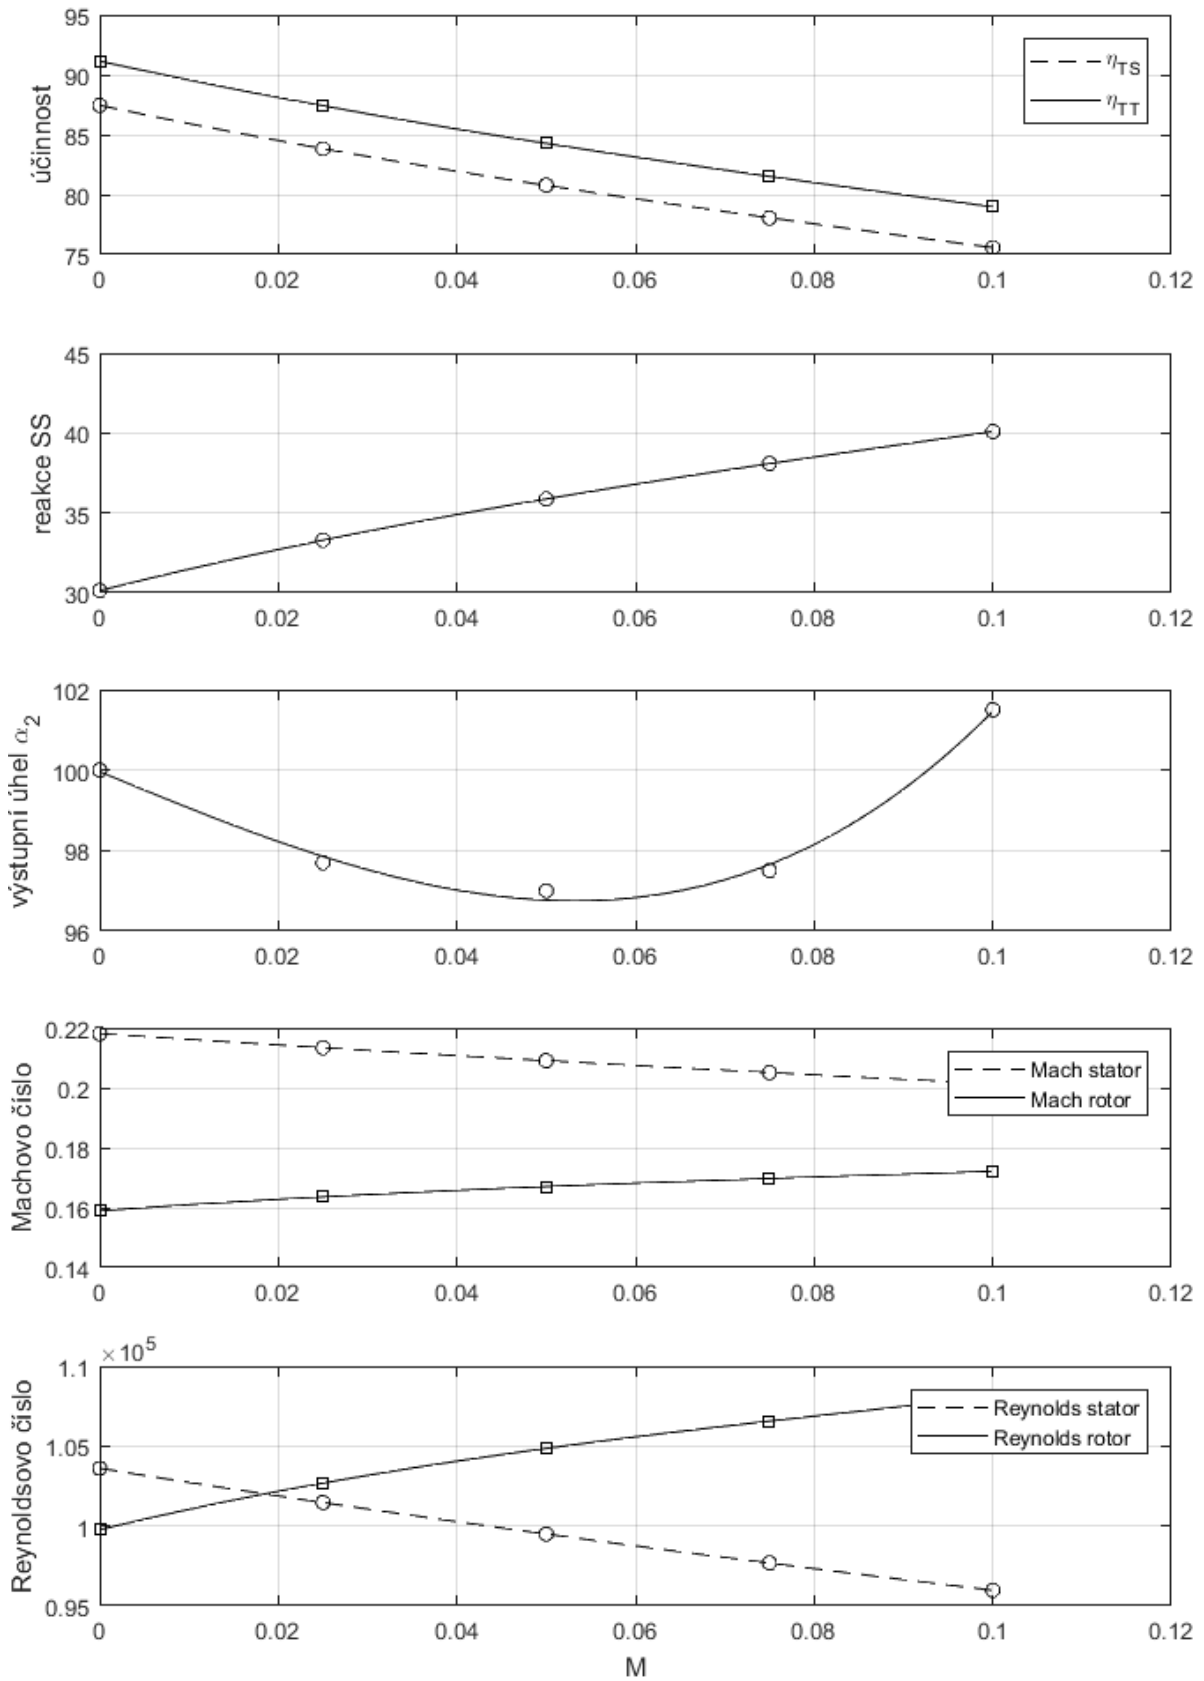 95
90
85
80
75
účinnost
η_TS
η_TT
0 0.02 0.04 0.06 0.08 0.1 0.12
45
40
35
30
reakce SS
0 0.02 0.04 0.06 0.08 0.1 0.12
102
100
98
96
výstupní úhel α_2
0 0.02 0.04 0.06 0.08 0.1 0.12
0.22
0.2
0.18
0.16
0.14
Machovo číslo
Mach stator
Mach rotor
0 0.02 0.04 0.06 0.08 0.1 0.12
×10^5
1.1
1.05
1
0.95
Reynoldsovo číslo
Reynolds stator
Reynolds rotor
0 0.02 0.04 0.06 0.08 0.1 0.12
M